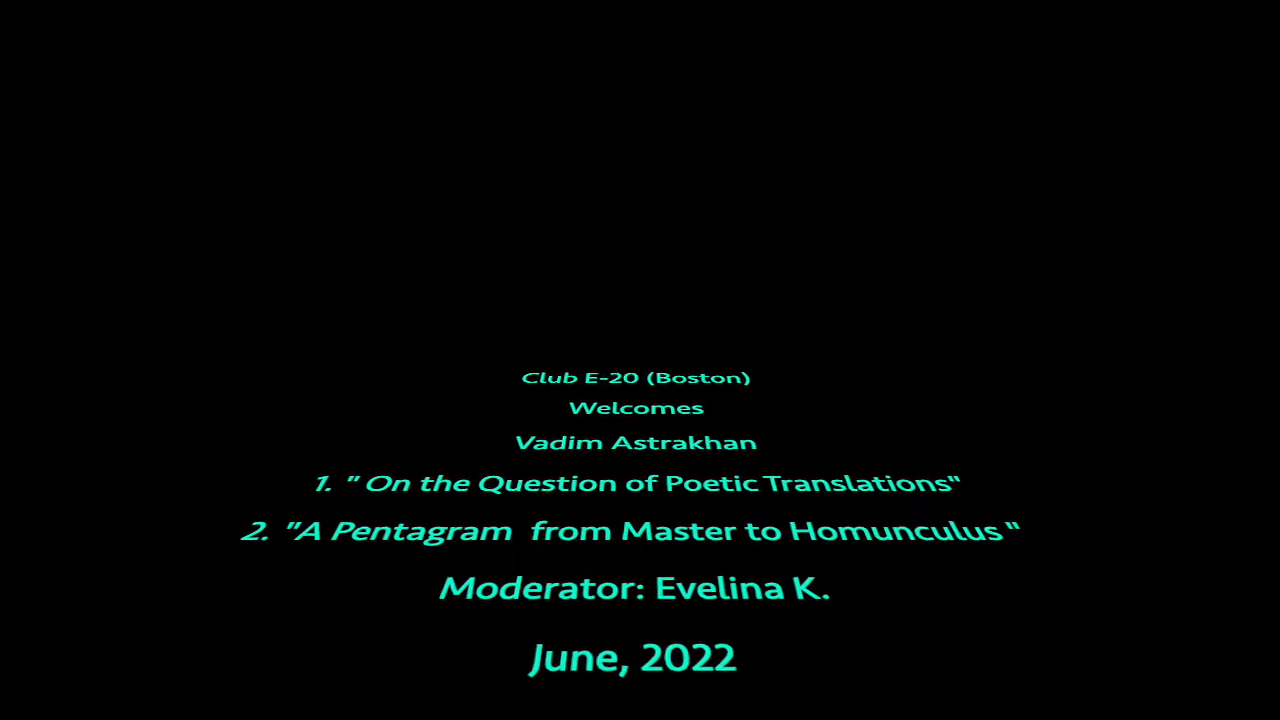 Club E-20 (Boston)
Welcomes
Vadim Astrakhan
1. " On the Question of Poetic Translations"
2. "A Pentagram from Master to Homunculus"
Moderator: Evelina K.
June, 2022